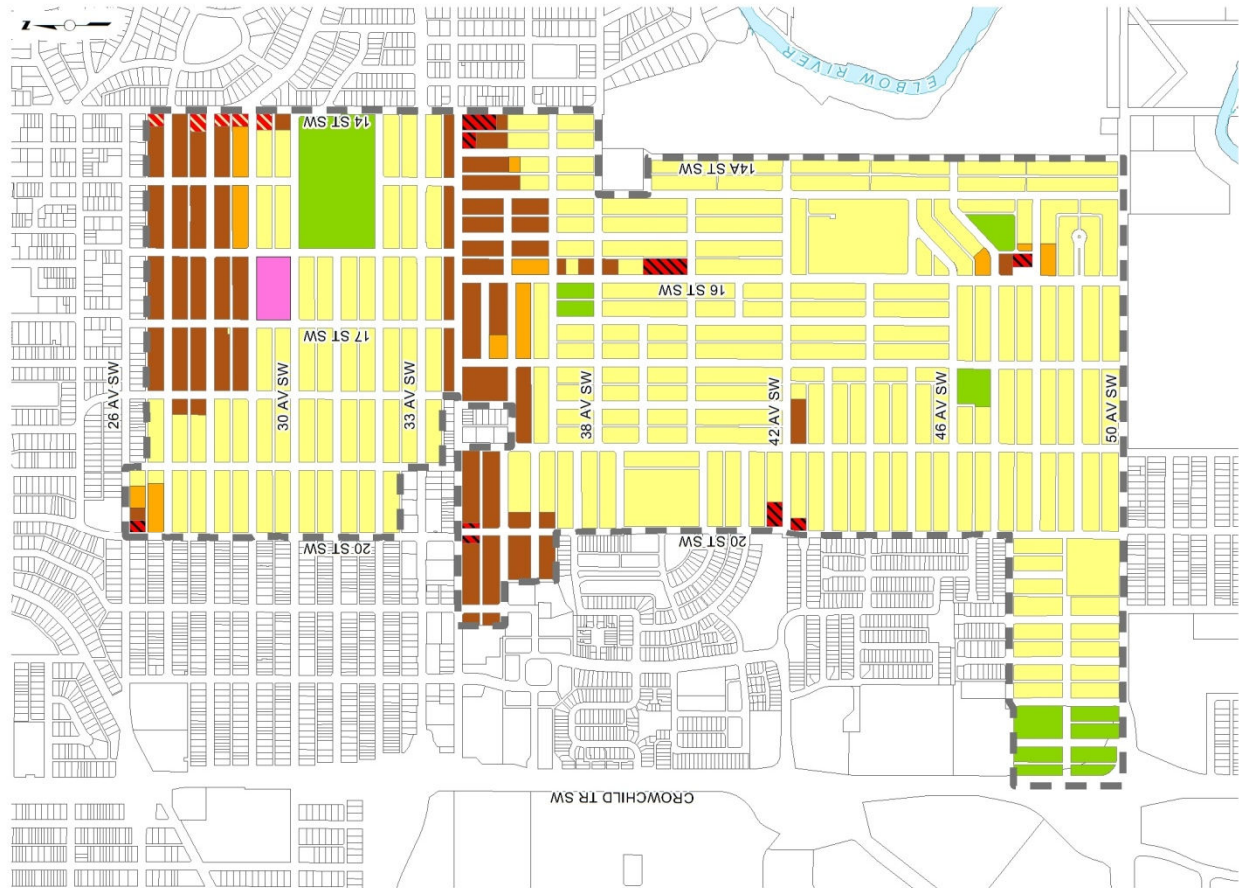 N
ELBOW RIVER
14 ST SW
14A ST SW
16 ST SW
17 ST SW
26 AV SW
30 AV SW
33 AV SW
38 AV SW
42 AV SW
46 AV SW
50 AV SW
20 ST SW
20 ST SW
CROWCHILD TR SW